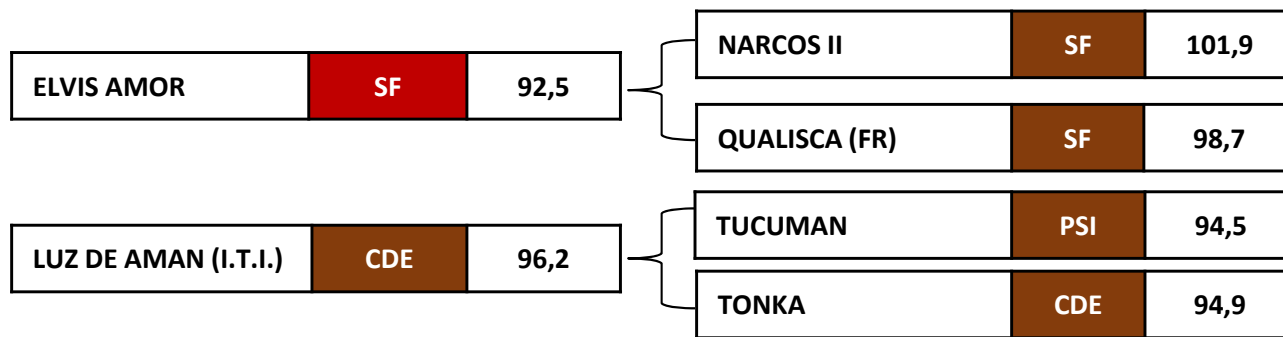 NARCOS II SF 101,9
ELVIS AMOR SF 92,5
QUALISCA (FR) SF 98,7
TUCUMAN PSI 94,5
LUZ DE AMAN (I.T.I.) CDE 96,2
TONKA CDE 94,9